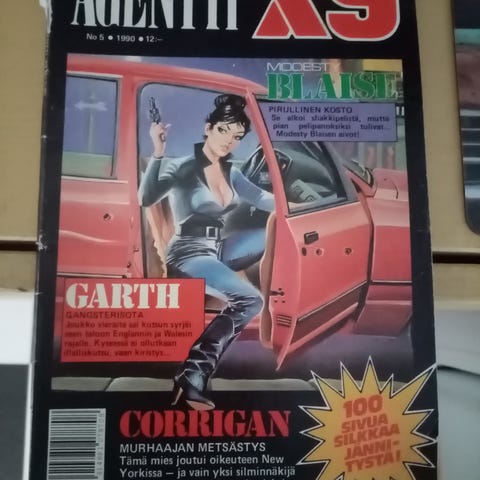 AGENTTI X9
No 5 ● 1990 ● 12:–
MODESTY
BLAISE
PIRULLINEN KOSTO
Se alkoi shakkipelistä, mutta
pian pelipanoksiksi tulivat...
Modesty Blaisen aivot!
GARTH
GANGSTERISOTA
Joukko vieraita sai kutsun syrjäi
seen taloon Englannin ja Walesin
rajalle. Kyseessä ei ollutkaan
illalliskutsu, vaan kiristys...
CORRIGAN
MURHAAJAN METSÄSTYS
Tämä mies joutui oikeuteen New
Yorkissa – ja vain yksi silminnäkijä
100
SIVUA
SILKKAA
JÄNNI-
TYSTÄ!